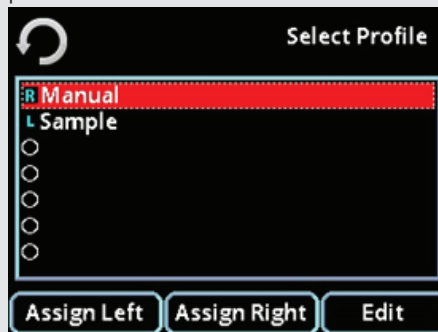 Select Profile
R Manual
L Sample
Assign Left Assign Right Edit